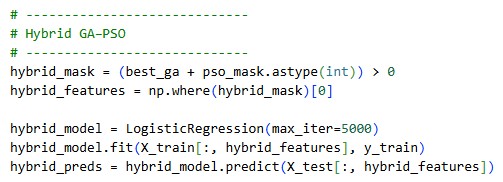 # -----------------------------
# Hybrid GA-PSO
# -----------------------------
hybrid_mask = (best_ga + pso_mask.astype(int)) > 0
hybrid_features = np.where(hybrid_mask)[0]

hybrid_model = LogisticRegression(max_iter=5000)
hybrid_model.fit(X_train[:, hybrid_features], y_train)
hybrid_preds = hybrid_model.predict(X_test[:, hybrid_features])